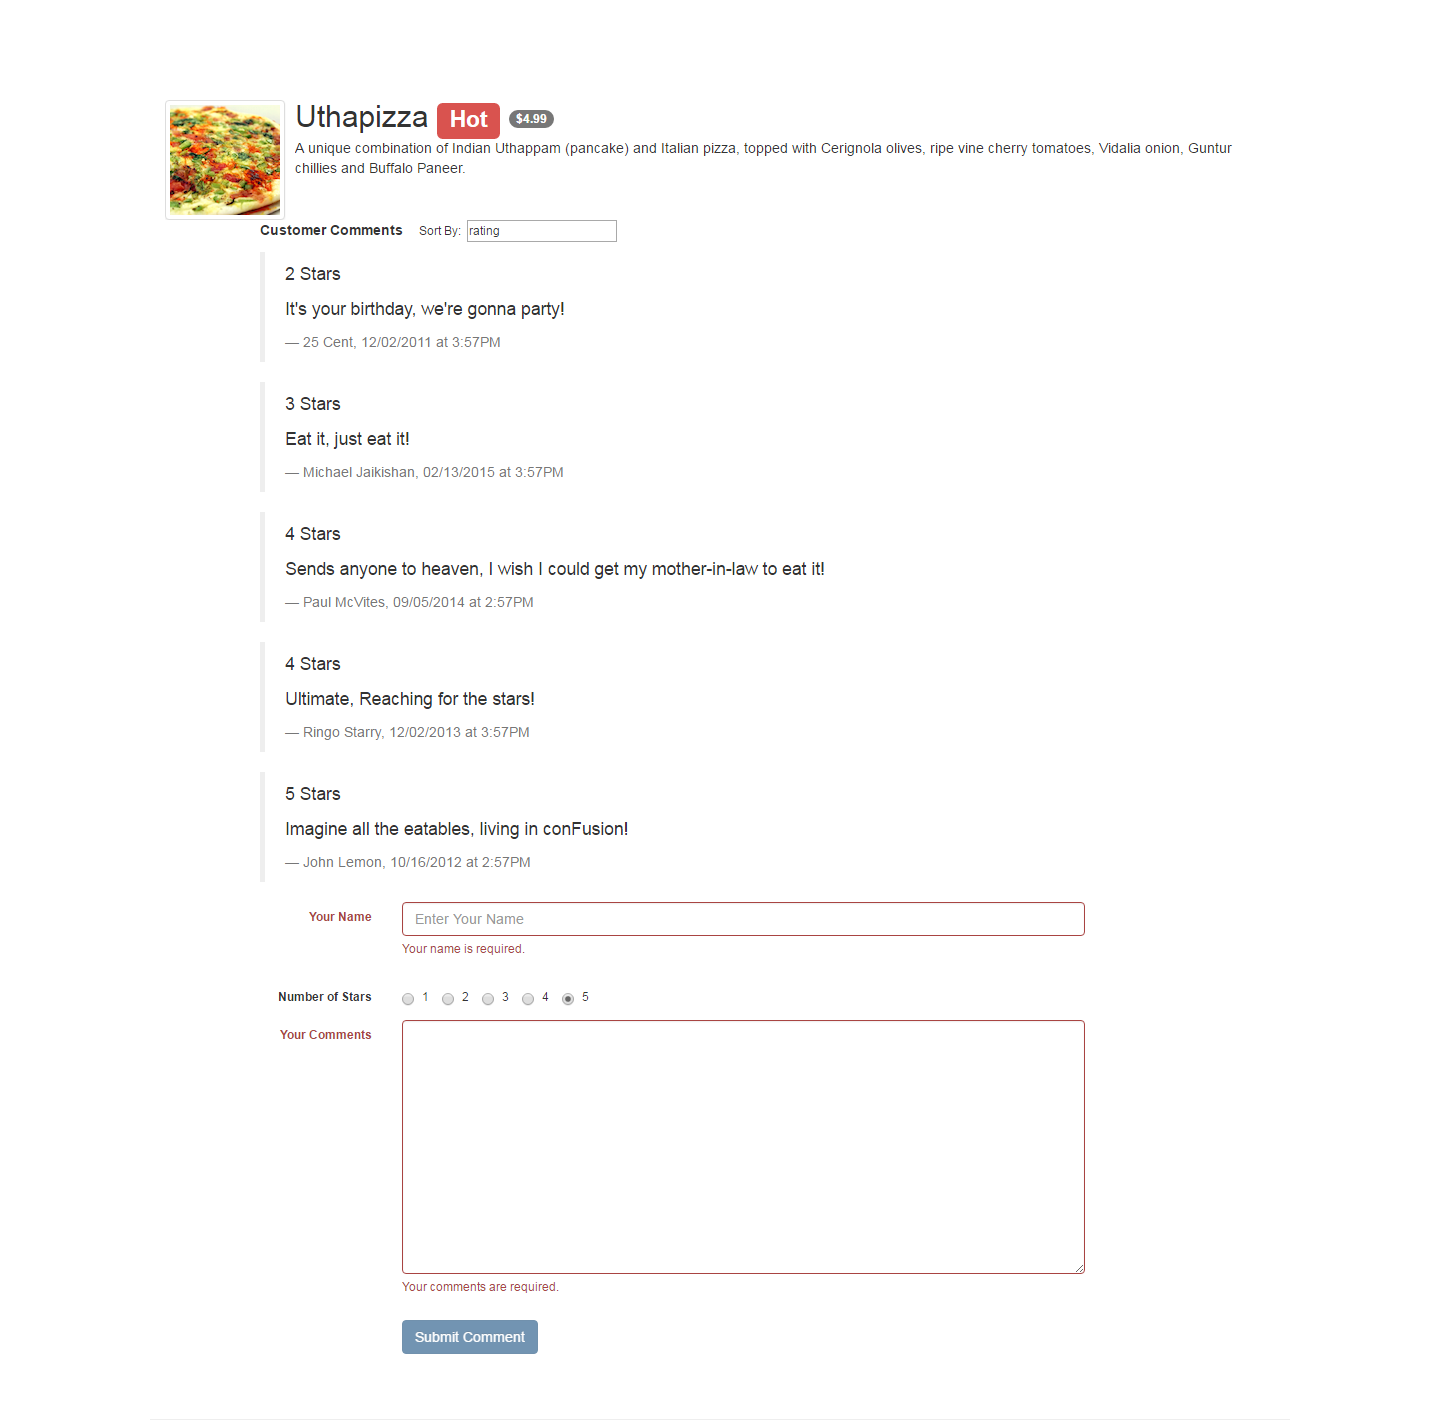 Uthapizza Hot $4.99
A unique combination of Indian Uthappam (pancake) and Italian pizza, topped with Cerignola olives, ripe vine cherry tomatoes, Vidalia onion, Guntur
chillies and Buffalo Paneer.
Customer Comments Sort By: rating
2 Stars
It's your birthday, we're gonna party!
— 25 Cent, 12/02/2011 at 3:57PM
3 Stars
Eat it, just eat it!
— Michael Jaikishan, 02/13/2015 at 3:57PM
4 Stars
Sends anyone to heaven, I wish I could get my mother-in-law to eat it!
— Paul McVites, 09/05/2014 at 2:57PM
4 Stars
Ultimate, Reaching for the stars!
— Ringo Starry, 12/02/2013 at 3:57PM
5 Stars
Imagine all the eatables, living in conFusion!
— John Lemon, 10/16/2012 at 2:57PM
Your Name Enter Your Name
Your name is required.
Number of Stars 1 2 3 4 5
Your Comments
Your comments are required.
Submit Comment